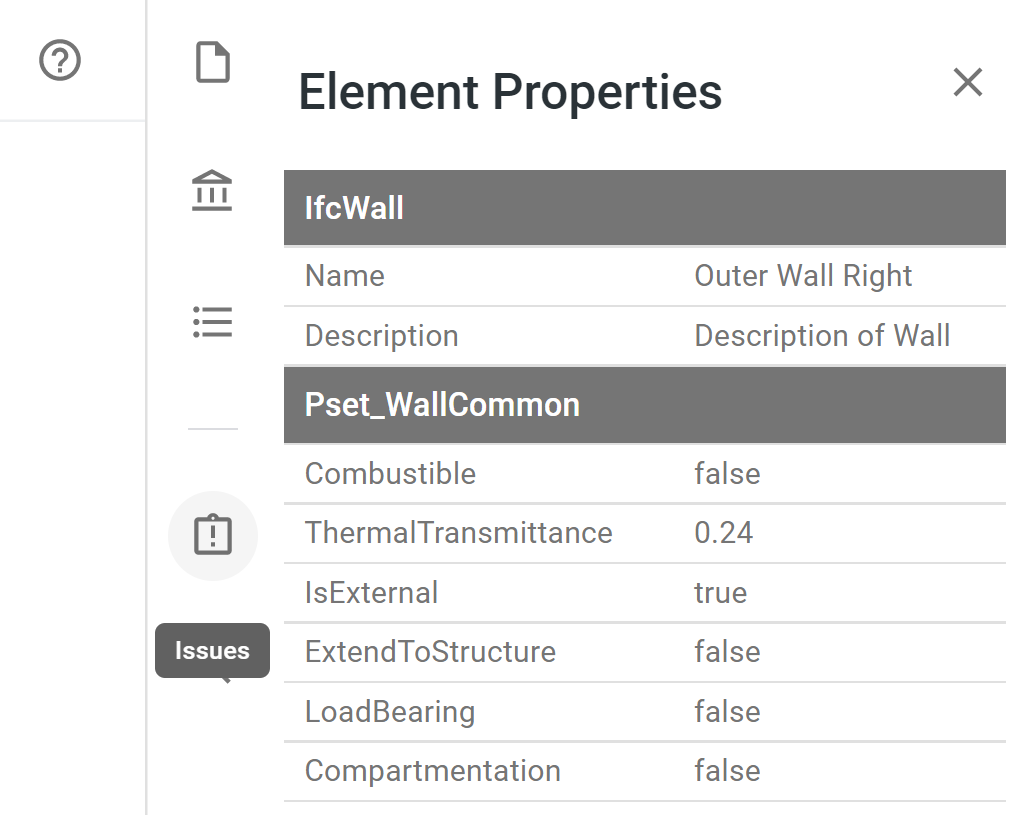 Element Properties
IfcWall
Name Outer Wall Right
Description Description of Wall
Pset_WallCommon
Combustible false
ThermalTransmittance 0.24
IsExternal true
Issues
ExtendToStructure false
LoadBearing false
Compartmentation false